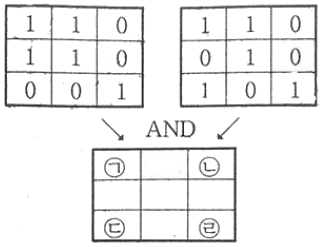 1 1 0 1 1 0
1 1 0 0 1 0
0 0 1 1 0 1
AND
㉠ ㉡
㉢ ㉣